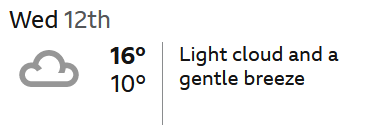 Wed 12th
16°
10°
Light cloud and a
gentle breeze